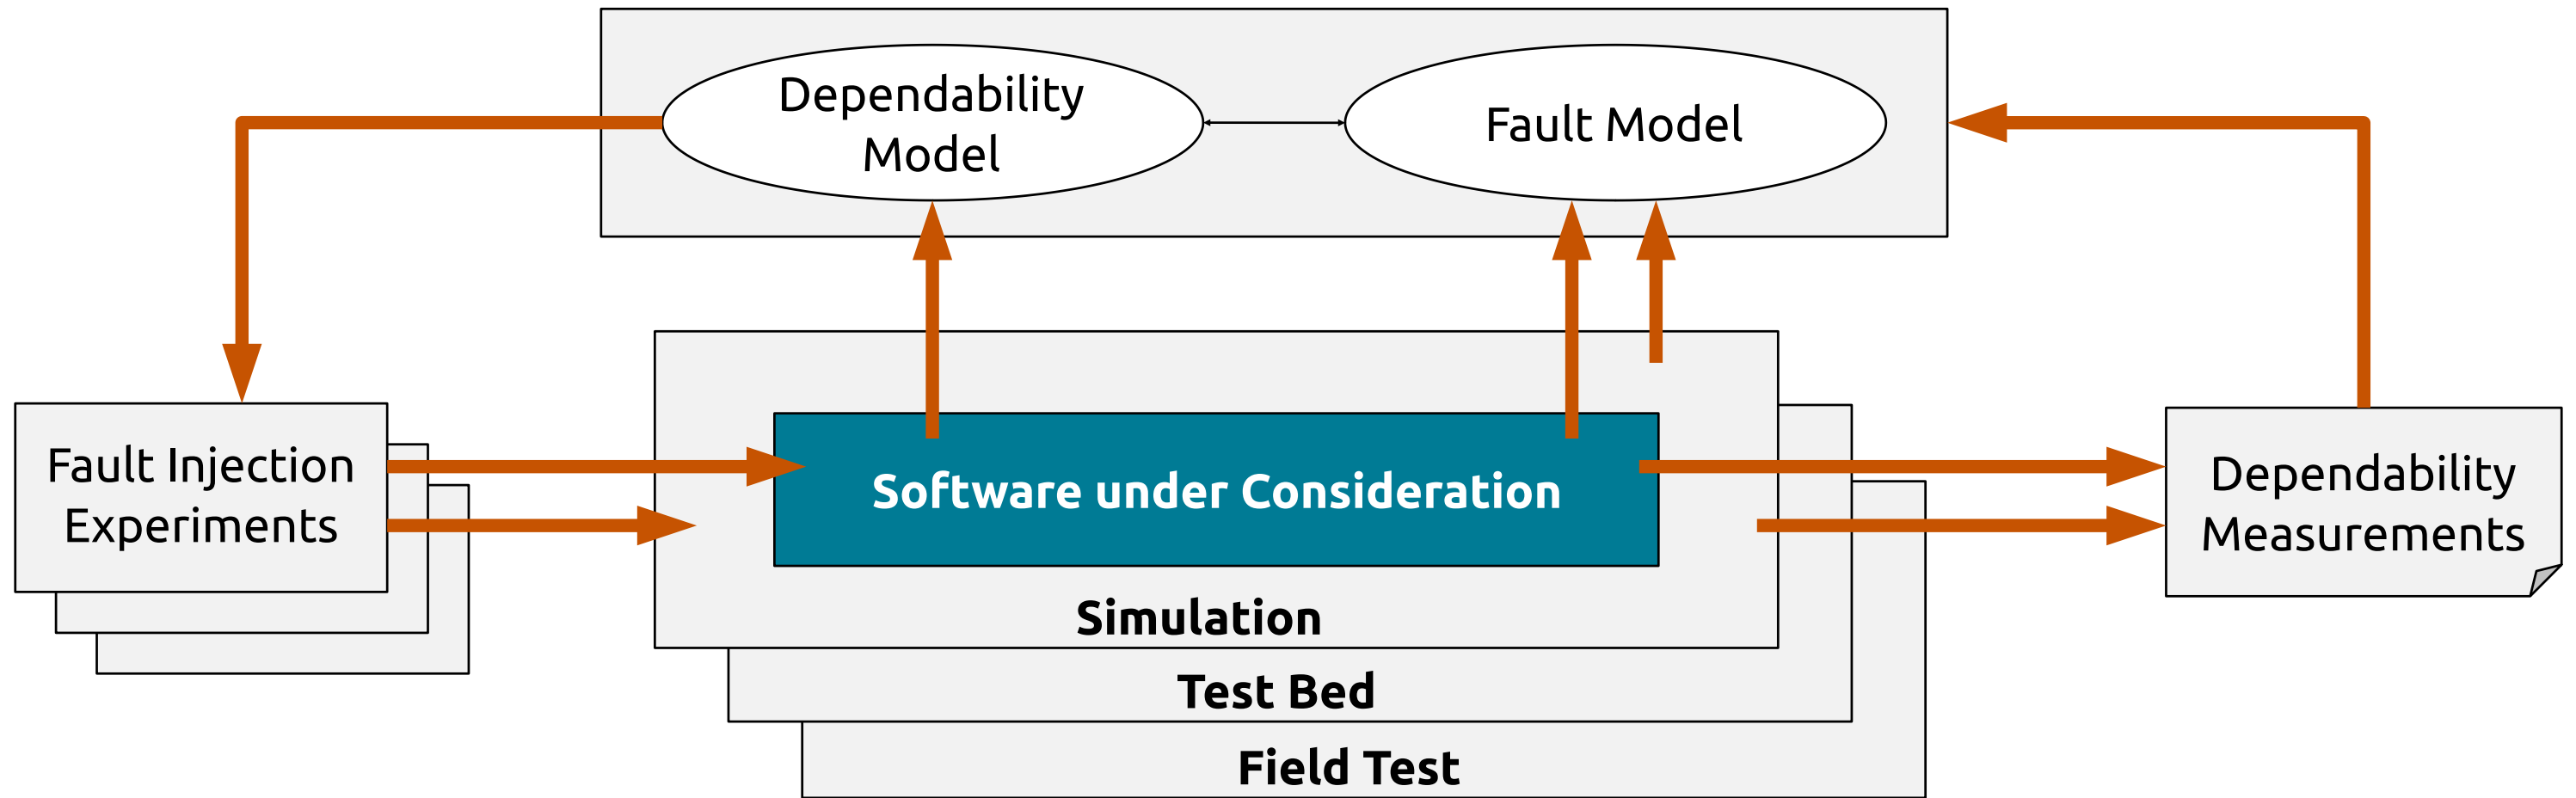 Dependability
Model
Fault Model
Fault Injection
Experiments
Software under Consideration
Dependability
Measurements
Simulation
Test Bed
Field Test